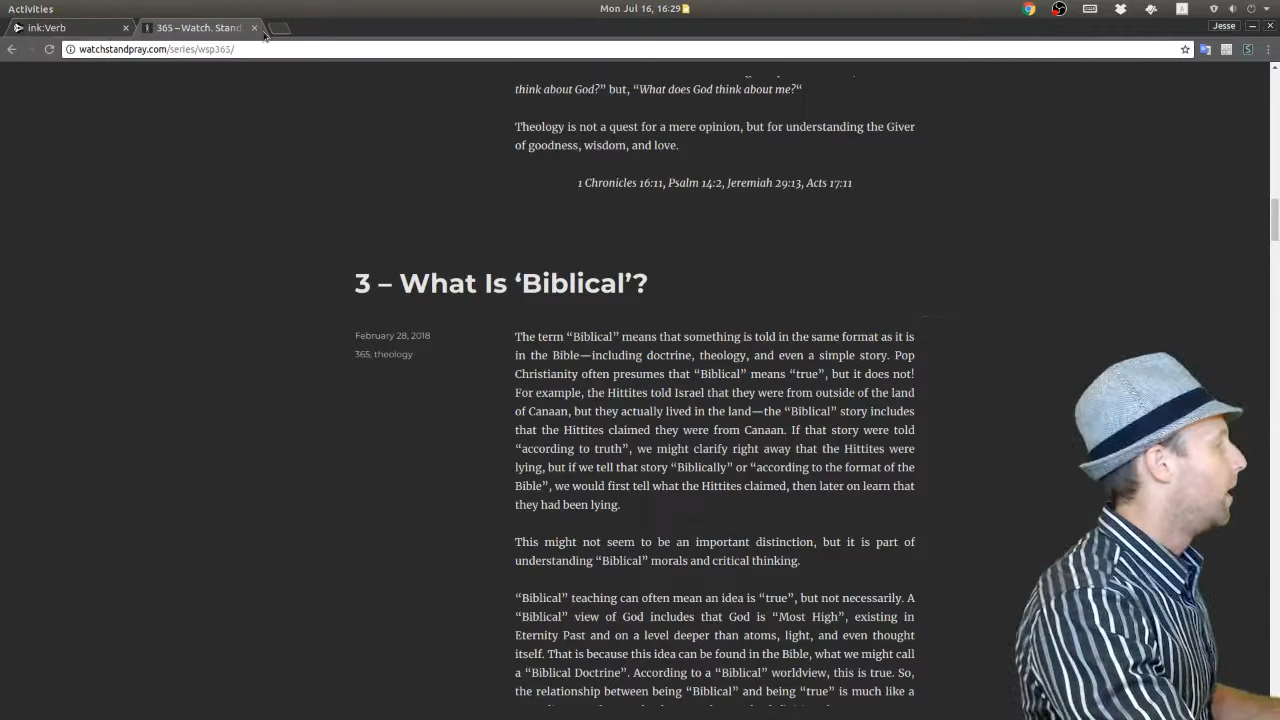 Activities
Mon Jul 16, 16:29
ink:Verb
365 – Watch. Stand
Jesse
watchstandpray.com/series/wsp365/
think about God?” but, “What does God think about me?“
Theology is not a quest for a mere opinion, but for understanding the Giver
of goodness, wisdom, and love.
1 Chronicles 16:11, Psalm 14:2, Jeremiah 29:13, Acts 17:11
3 – What Is ‘Biblical’?
February 28, 2018
365, theology
The term “Biblical” means that something is told in the same format as it is
in the Bible—including doctrine, theology, and even a simple story. Pop
Christianity often presumes that “Biblical” means “true”, but it does not!
For example, the Hittites told Israel that they were from outside of the land
of Canaan, but they actually lived in the land—the “Biblical” story includes
that the Hittites claimed they were from Canaan. If that story were told
“according to truth”, we might clarify right away that the Hittites were
lying, but if we tell that story “Biblically” or “according to the format of the
Bible”, we would first tell what the Hittites claimed, then later on learn that
they had been lying.
This might not seem to be an important distinction, but it is part of
understanding “Biblical” morals and critical thinking.
“Biblical” teaching can often mean an idea is “true”, but not necessarily. A
“Biblical” view of God includes that God is “Most High”, existing in
Eternity Past and on a level deeper than atoms, light, and even thought
itself. That is because this idea can be found in the Bible, what we might call
a “Biblical Doctrine”. According to a “Biblical” worldview, this is true. So,
the relationship between being “Biblical” and being “true” is much like a